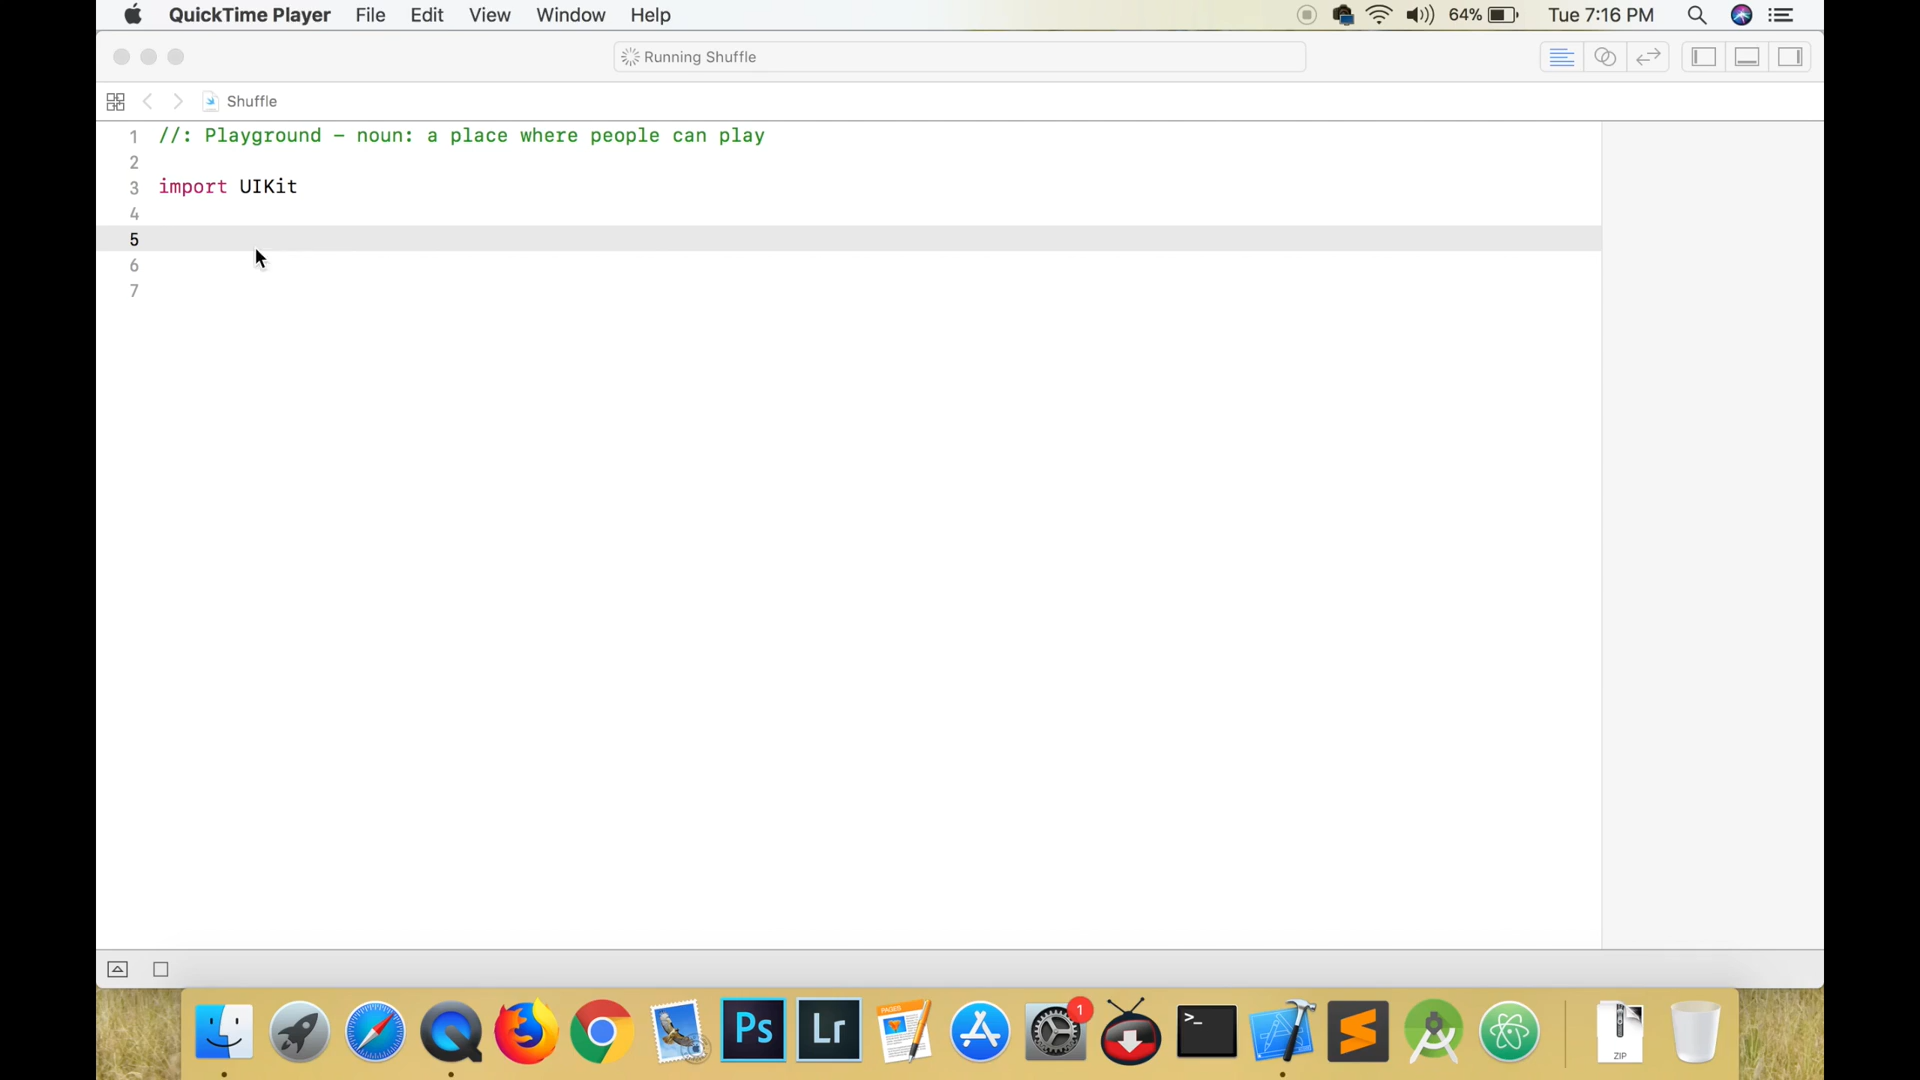 QuickTime Player File Edit View Window Help 64% Tue 7:16 PM
Running Shuffle
Shuffle
1 //: Playground – noun: a place where people can play
2
3 import UIKit
4
5
6
7
1
Ps Lr PAGES >_ ZIP